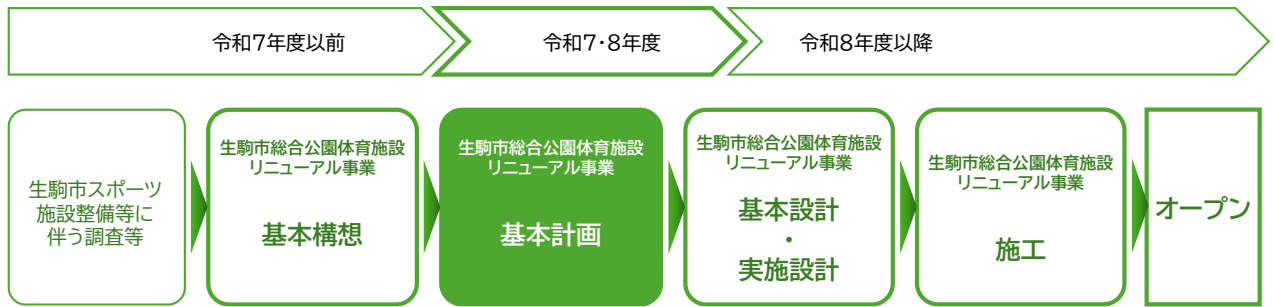 令和7年度以前
令和7・8年度
令和8年度以降
生駒市スポーツ
施設整備等に
伴う調査等
生駒市総合公園体育施設
リニューアル事業
基本構想
生駒市総合公園体育施設
リニューアル事業
基本計画
生駒市総合公園体育施設
リニューアル事業
基本設計
・
実施設計
生駒市総合公園体育施設
リニューアル事業
施工
オープン